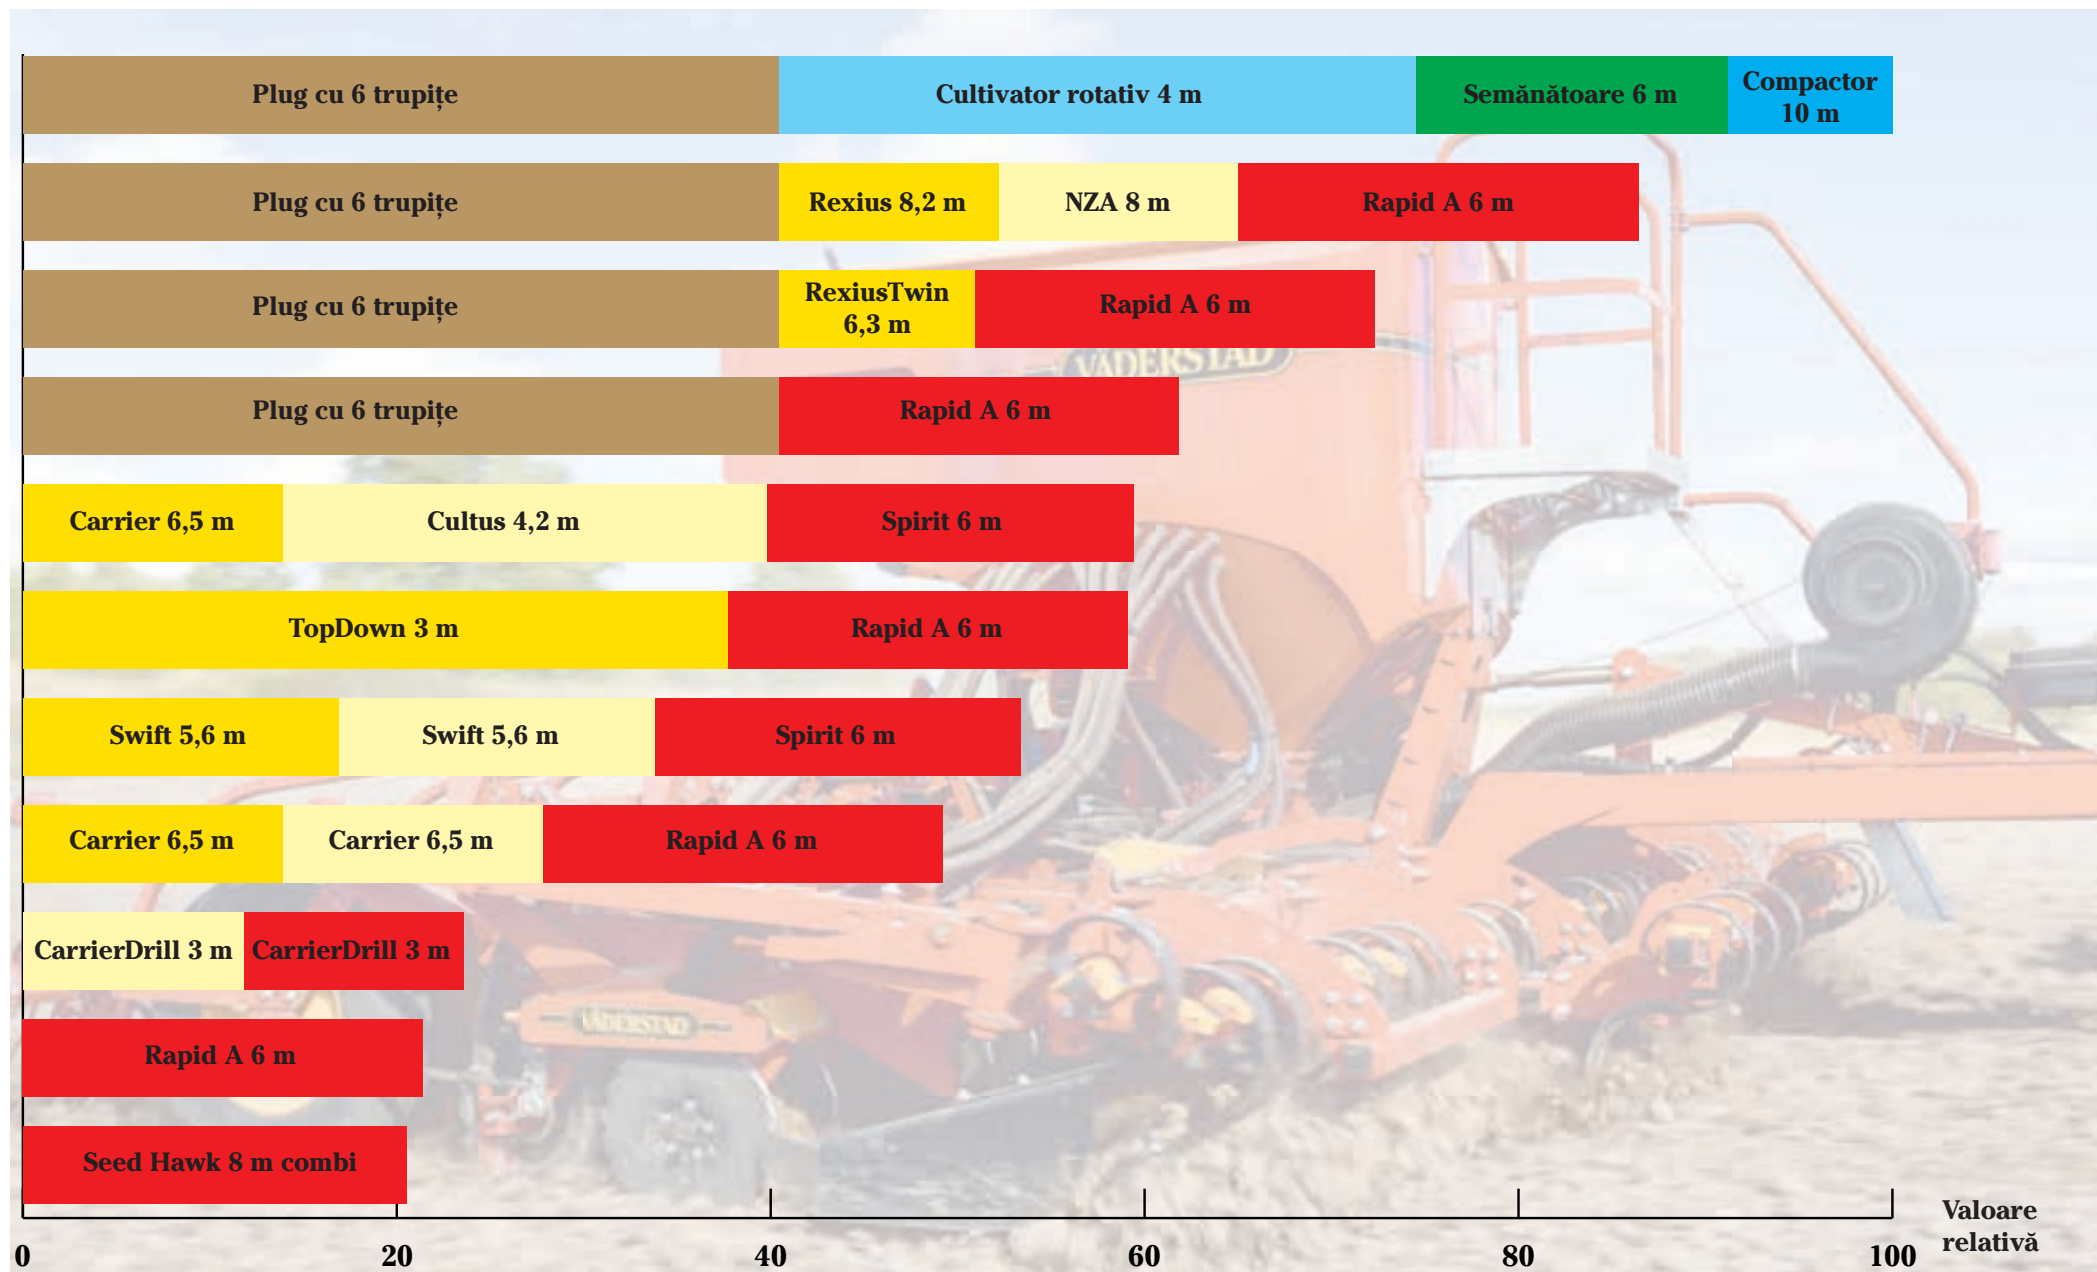 Plug cu 6 trupițe
Cultivator rotativ 4 m
Semănătoare 6 m
Compactor
10 m
Plug cu 6 trupițe
Rexius 8,2 m
NZA 8 m
Rapid A 6 m
Plug cu 6 trupițe
RexiusTwin
6,3 m
Rapid A 6 m
VÄDERSTAD
Plug cu 6 trupițe
Rapid A 6 m
Carrier 6,5 m
Cultus 4,2 m
Spirit 6 m
TopDown 3 m
Rapid A 6 m
Swift 5,6 m
Swift 5,6 m
Spirit 6 m
Carrier 6,5 m
Carrier 6,5 m
Rapid A 6 m
CarrierDrill 3 m
CarrierDrill 3 m
VÄDERSTAD
Rapid A 6 m
Seed Hawk 8 m combi
0
20
40
60
80
100
Valoare
relativă